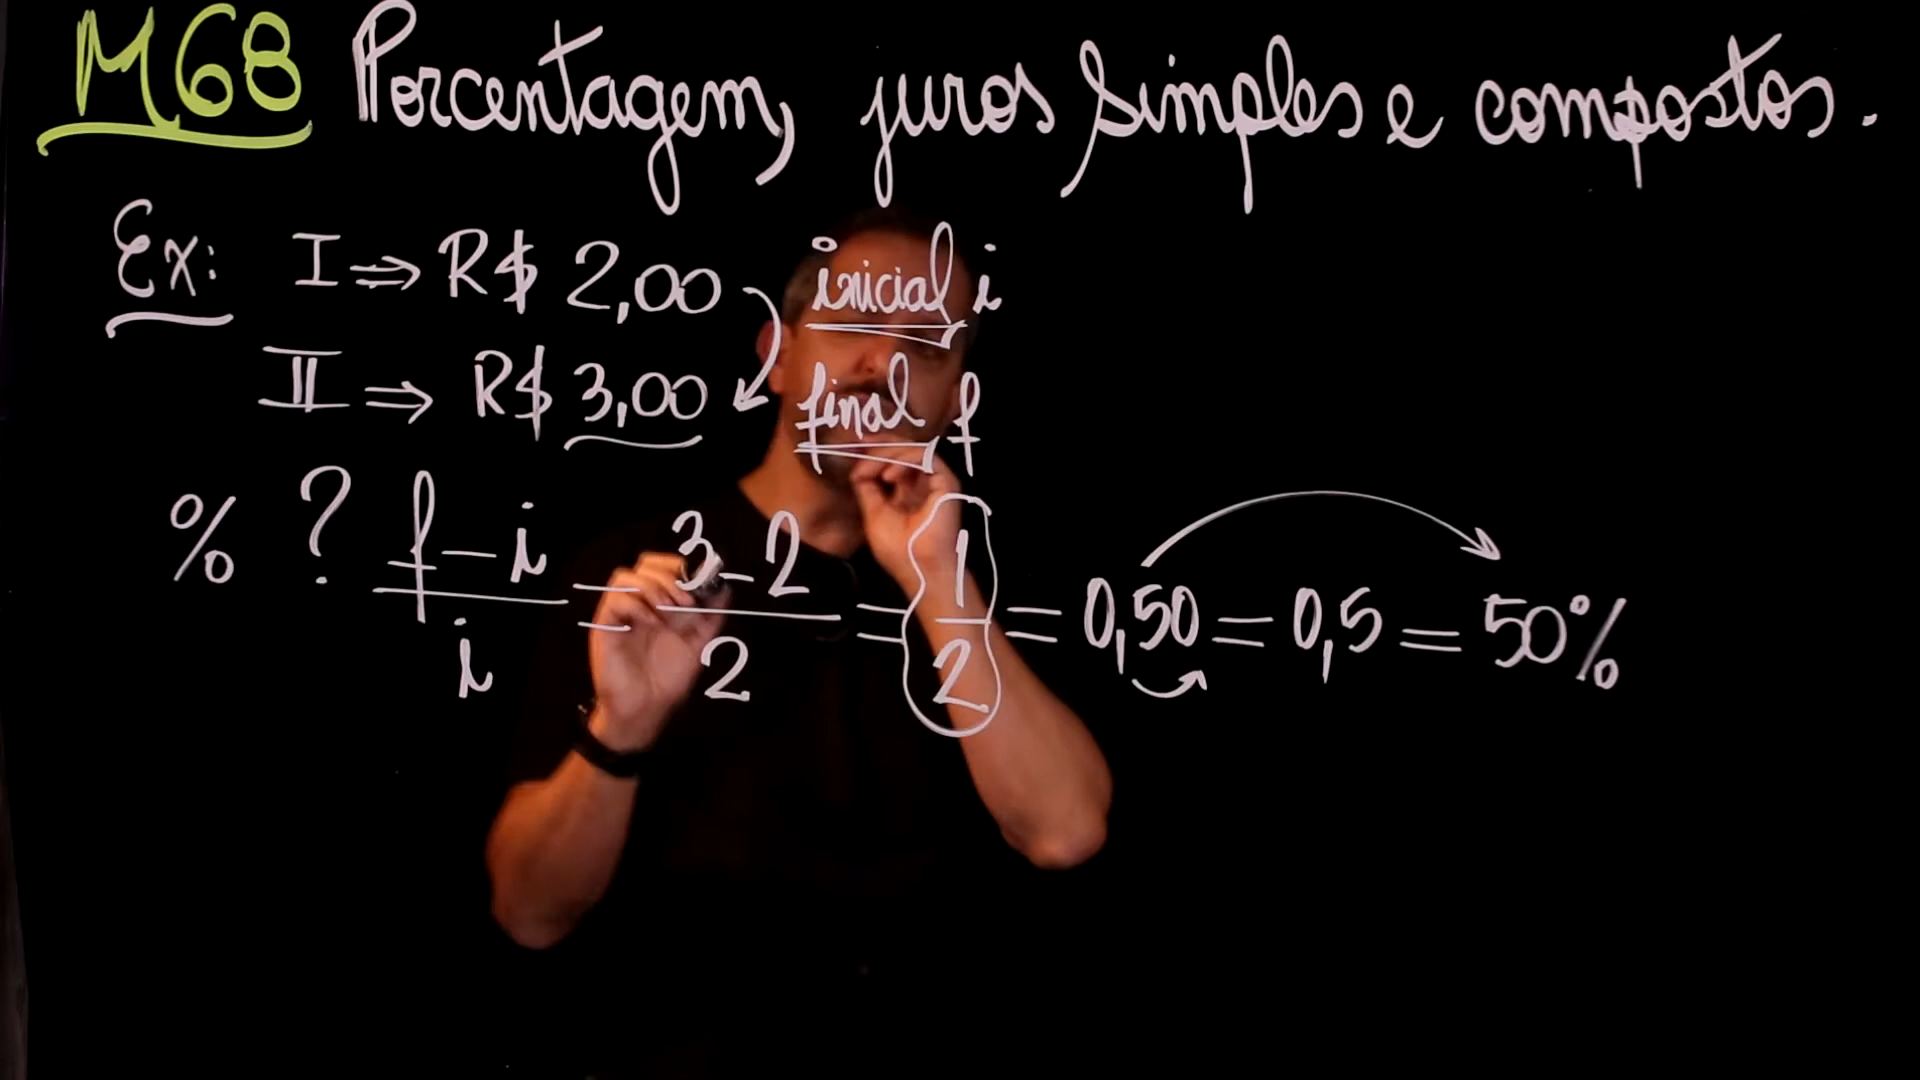 M68 Porcentagem, juros simples e compostos.
Ex: I ⇒ R$ 2,00 inicial i
II ⇒ R$ 3,00 final f
% ? f-i/i = 3-2/2 = 1/2 = 0,50 = 0,5 = 50%